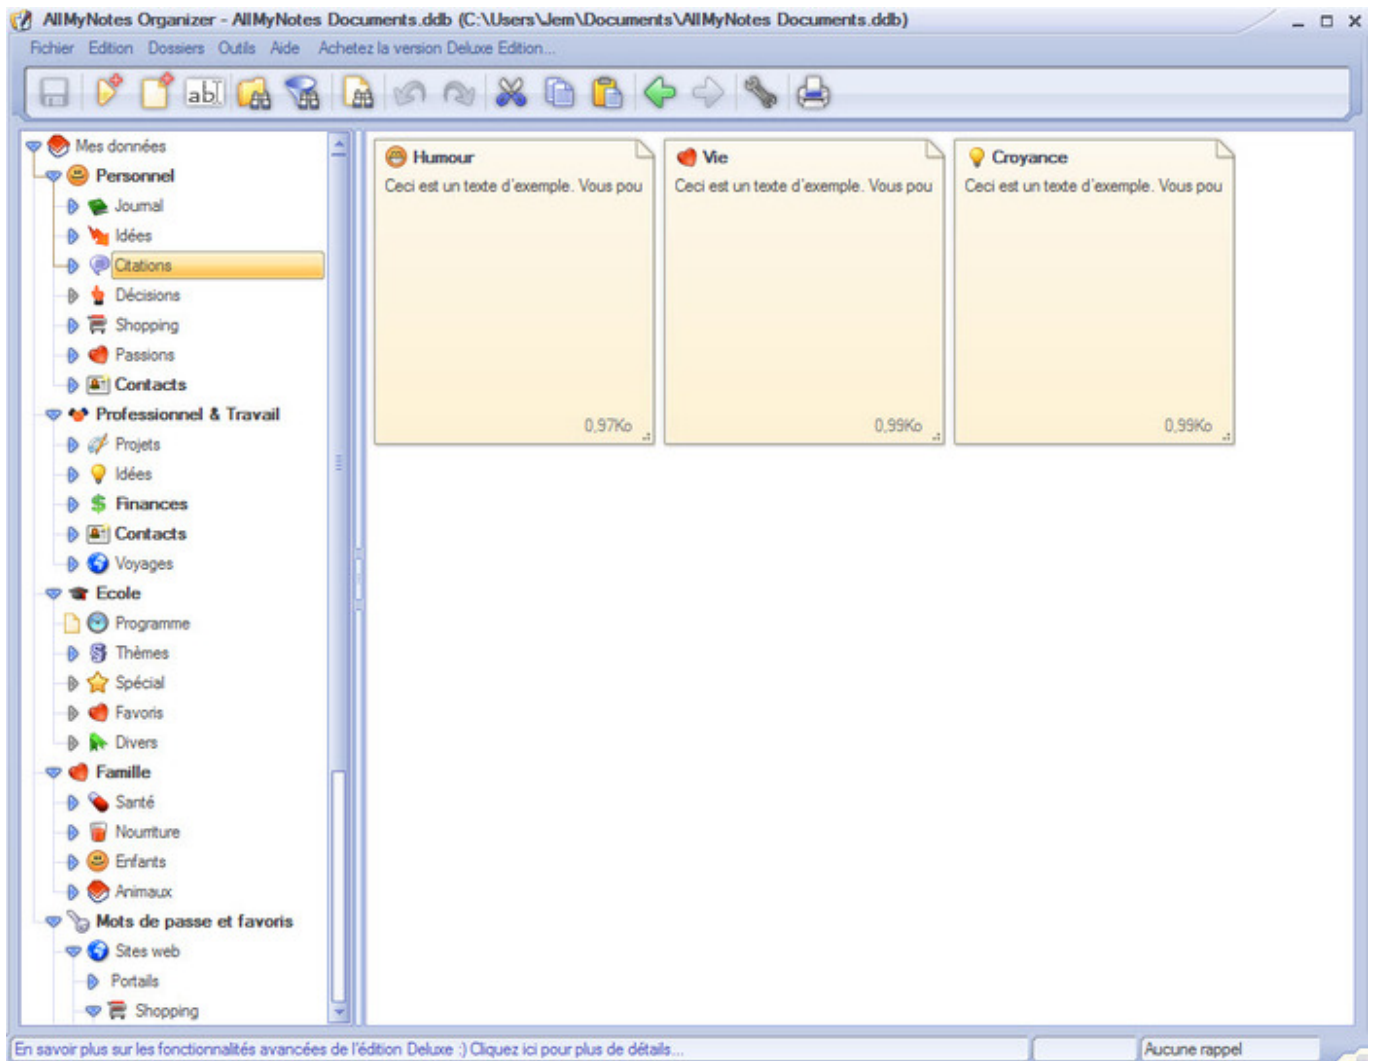 AllMyNotes Organizer - AllMyNotes Documents.ddb (C:\Users\Jem\Documents\AllMyNotes Documents.ddb)
Fichier Edition Dossiers Outils Aide Achetez la version Deluxe Edition...
ab
Mes données
Personnel
Journal
Idées
Citations
Décisions
Shopping
Passions
Contacts
Professionnel & Travail
Projets
Idées
Finances
Contacts
Voyages
Ecole
Programme
Thèmes
Spécial
Favoris
Divers
Famille
Santé
Nourriture
Enfants
Animaux
Mots de passe et favoris
Sites web
Portails
Shopping
Humour
Ceci est un texte d'exemple. Vous pou
0,97Ko
Vie
Ceci est un texte d'exemple. Vous pou
0,99Ko
Croyance
Ceci est un texte d'exemple. Vous pou
0,99Ko
En savoir plus sur les fonctionnalités avancées de l'édition Deluxe :) Cliquez ici pour plus de détails...
Aucune rappel